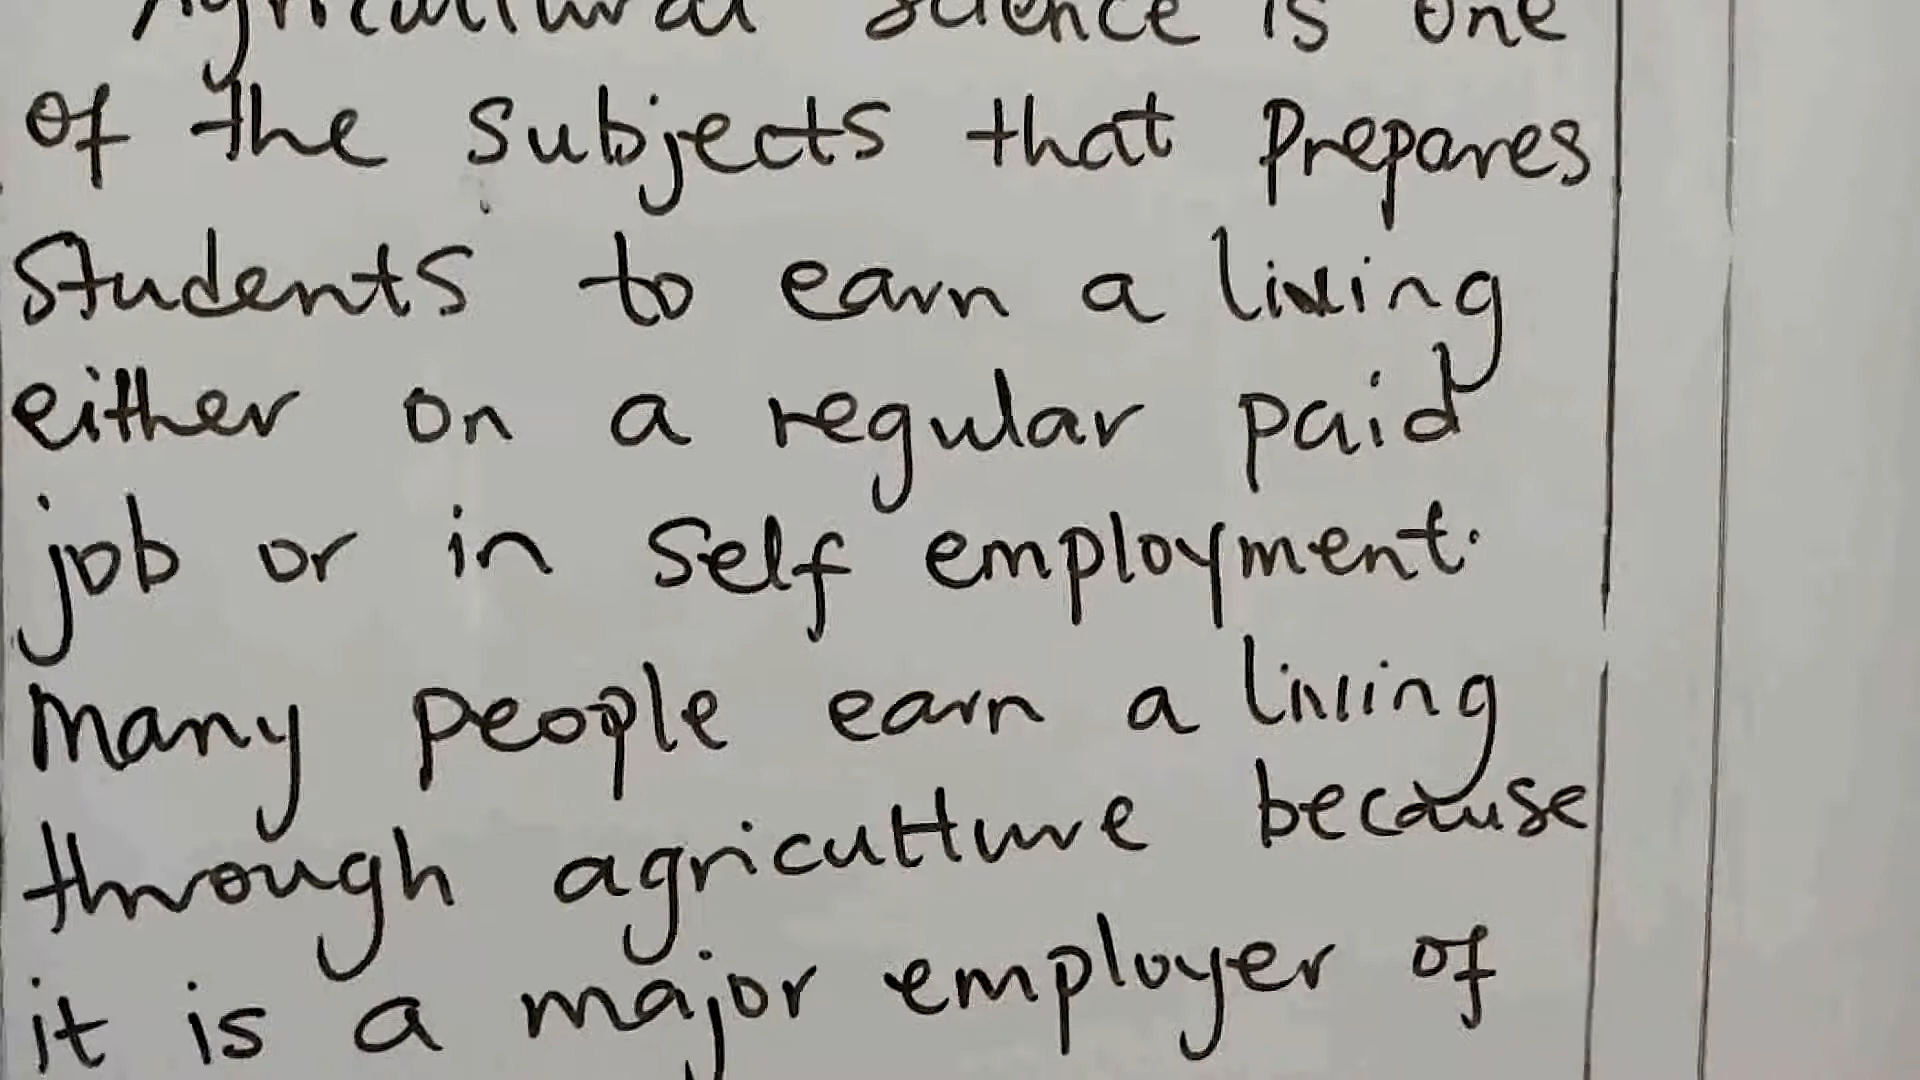 Agricultural Science is one
of the Subjects that Prepares
Students to earn a living
either on a regular paid
job or in Self employment.
Many people earn a living
through agriculture because
it is a major employer of